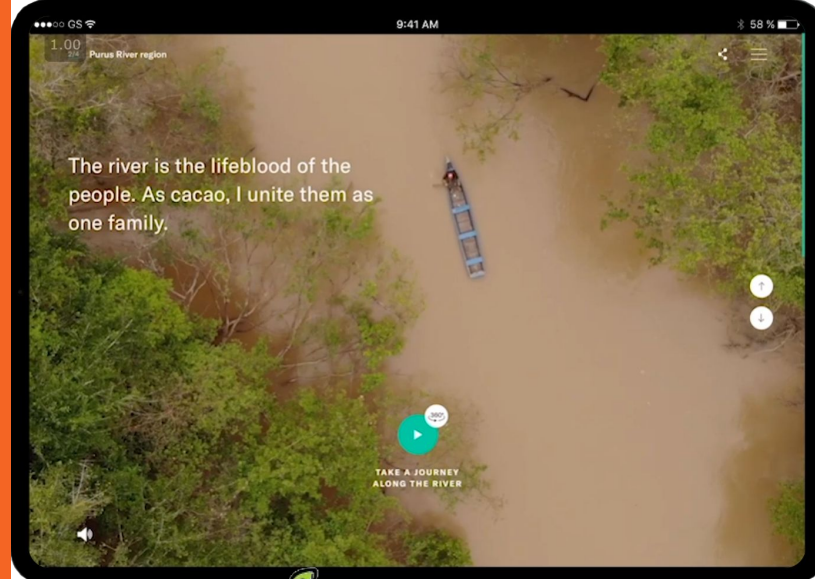 GS
9:41 AM
58 %
1.00
2/4
Purus River region
The river is the lifeblood of the
people. As cacao, I unite them as
one family.
360°
TAKE A JOURNEY
ALONG THE RIVER